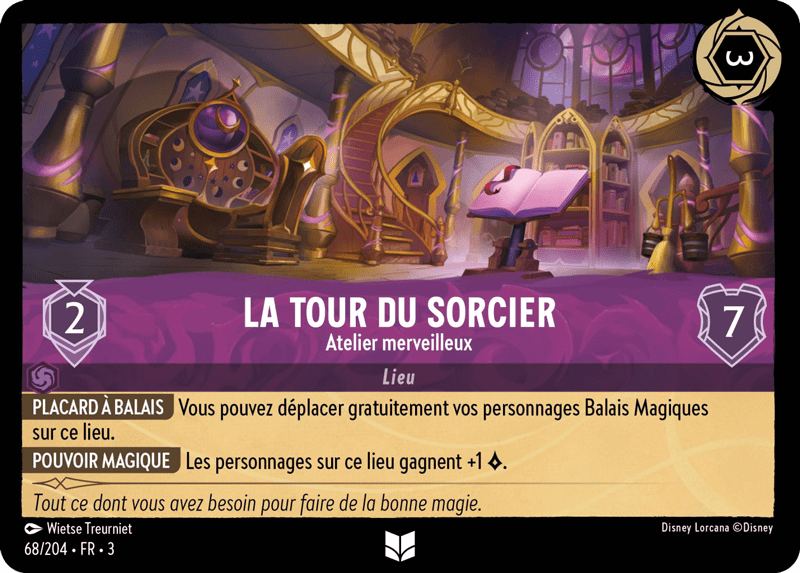 3
LA TOUR DU SORCIER
Atelier merveilleux
2
7
Lieu
PLACARD À BALAIS Vous pouvez déplacer gratuitement vos personnages Balais Magiques
sur ce lieu.
POUVOIR MAGIQUE Les personnages sur ce lieu gagnent +1 .
Tout ce dont vous avez besoin pour faire de la bonne magie.
Wietse Treurniet
Disney Lorcana ©Disney
68/204 • FR • 3